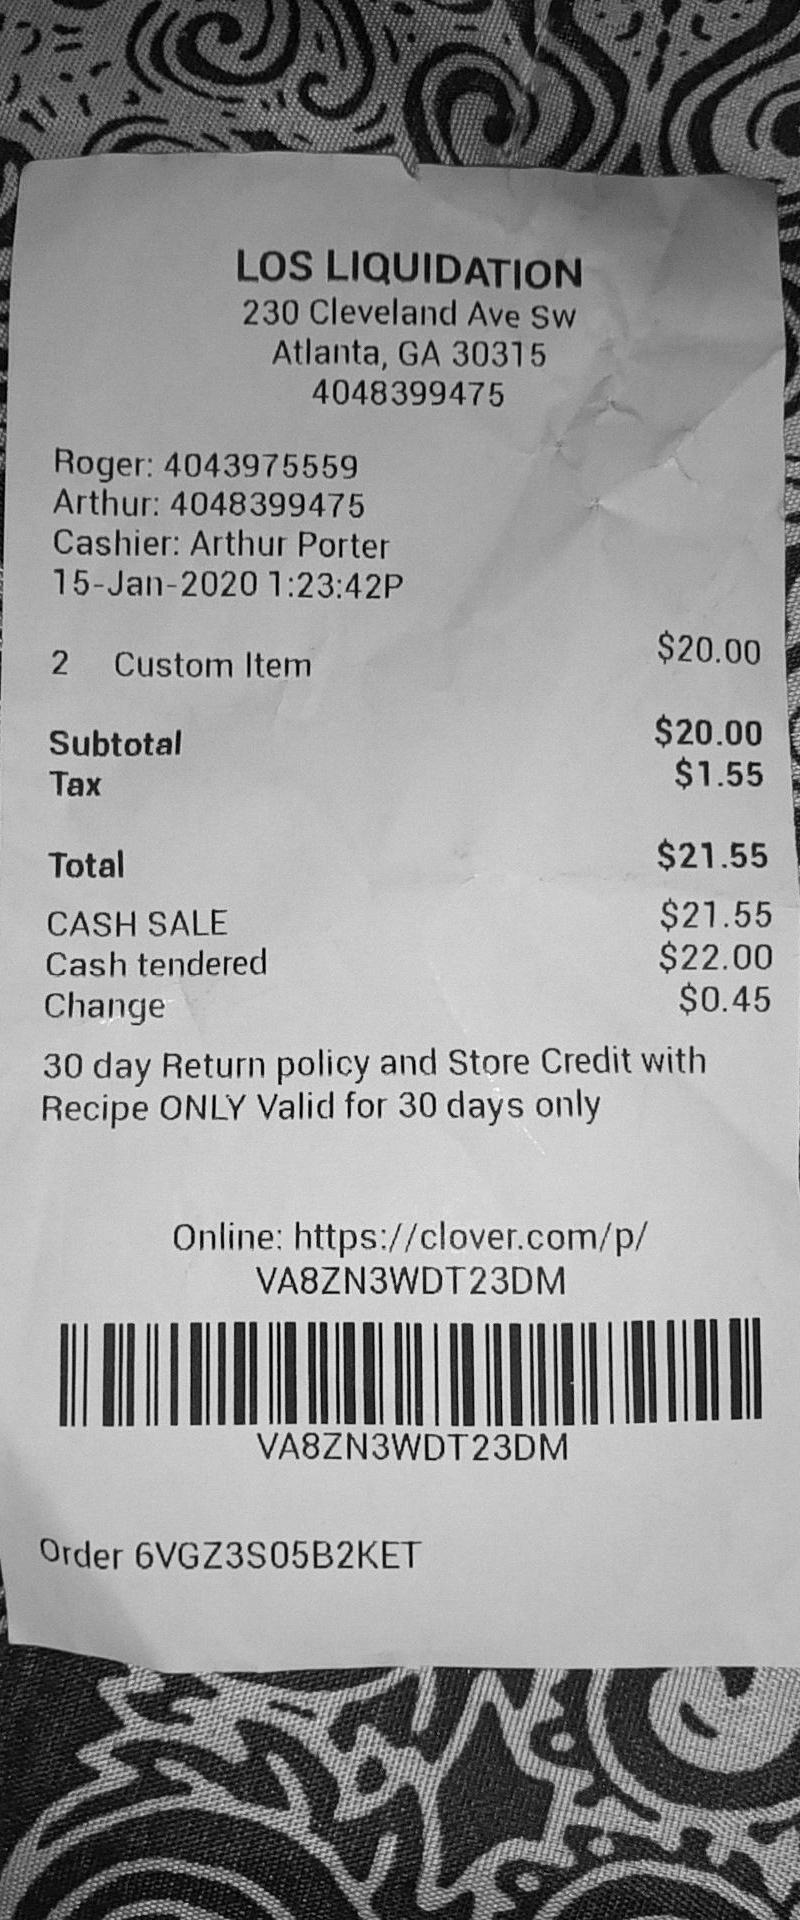 LOS LIQUIDATION
230 Cleveland Ave Sw
Atlanta, GA 30315
4048399475
Roger: 4043975559
Arthur: 4048399475
Cashier: Arthur Porter
15-Jan-2020 1:23:42P
2 Custom Item $20.00
Subtotal $20.00
Tax $1.55
Total $21.55
CASH SALE $21.55
Cash tendered $22.00
Change $0.45
30 day Return policy and Store Credit with
Recipe ONLY Valid for 30 days only
Online: https://clover.com/p/
VA8ZN3WDT23DM
VA8ZN3WDT23DM
Order 6VGZ3S05B2KET